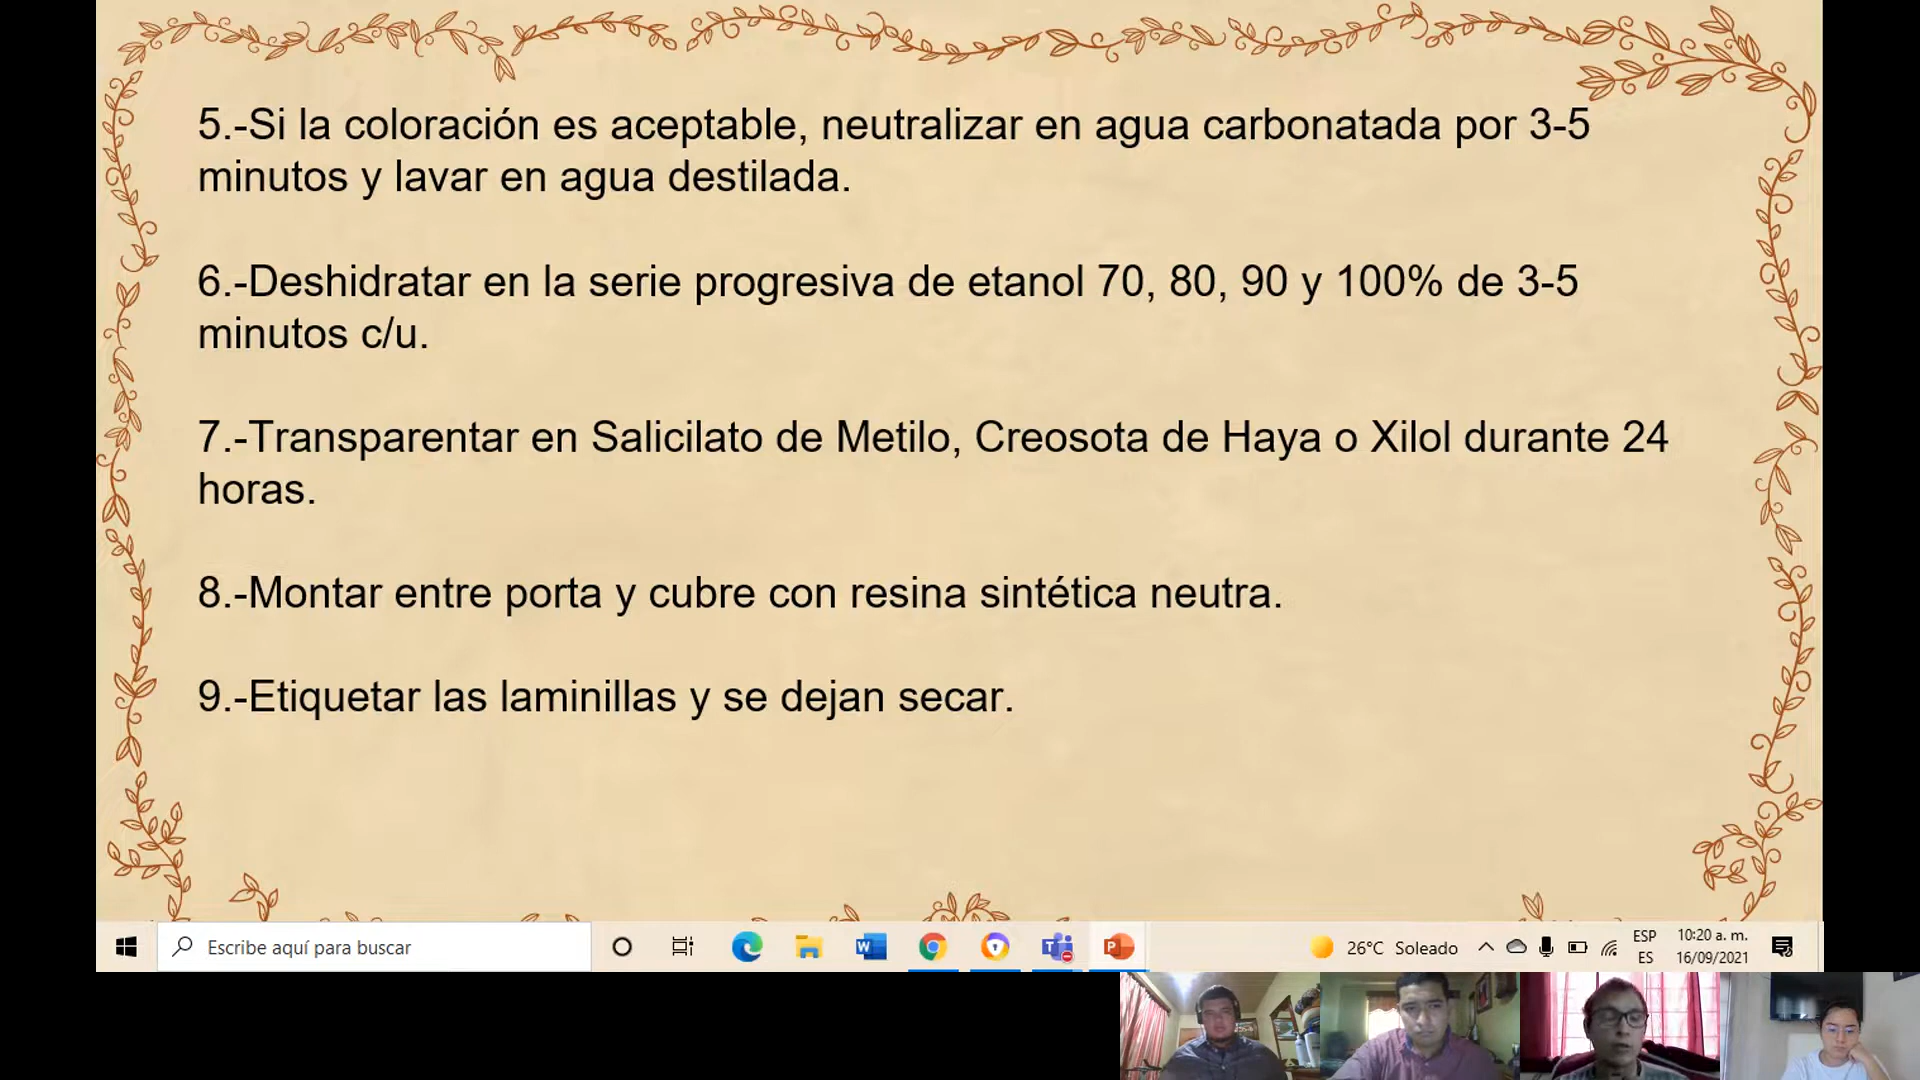 5.-Si la coloración es aceptable, neutralizar en agua carbonatada por 3-5
minutos y lavar en agua destilada.
6.-Deshidratar en la serie progresiva de etanol 70, 80, 90 y 100% de 3-5
minutos c/u.
7.-Transparentar en Salicilato de Metilo, Creosota de Haya o Xilol durante 24
horas.
8.-Montar entre porta y cubre con resina sintética neutra.
9.-Etiquetar las laminillas y se dejan secar.
Escribe aquí para buscar
26°C Soleado
ESP
ES
10:20 a. m.
16/09/2021